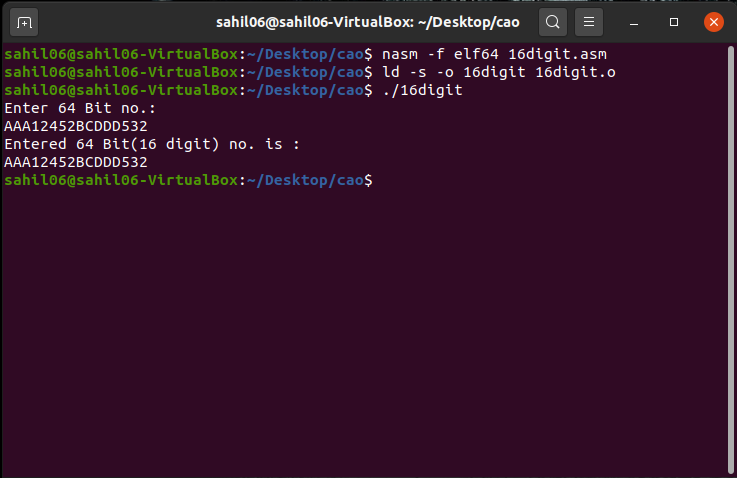 sahil06@sahil06-VirtualBox: ~/Desktop/cao
sahil06@sahil06-VirtualBox:~/Desktop/cao$ nasm -f elf64 16digit.asm
sahil06@sahil06-VirtualBox:~/Desktop/cao$ ld -s -o 16digit 16digit.o
sahil06@sahil06-VirtualBox:~/Desktop/cao$ ./16digit
Enter 64 Bit no.:
AAA12452BCDDD532
Entered 64 Bit(16 digit) no. is :
AAA12452BCDDD532
sahil06@sahil06-VirtualBox:~/Desktop/cao$